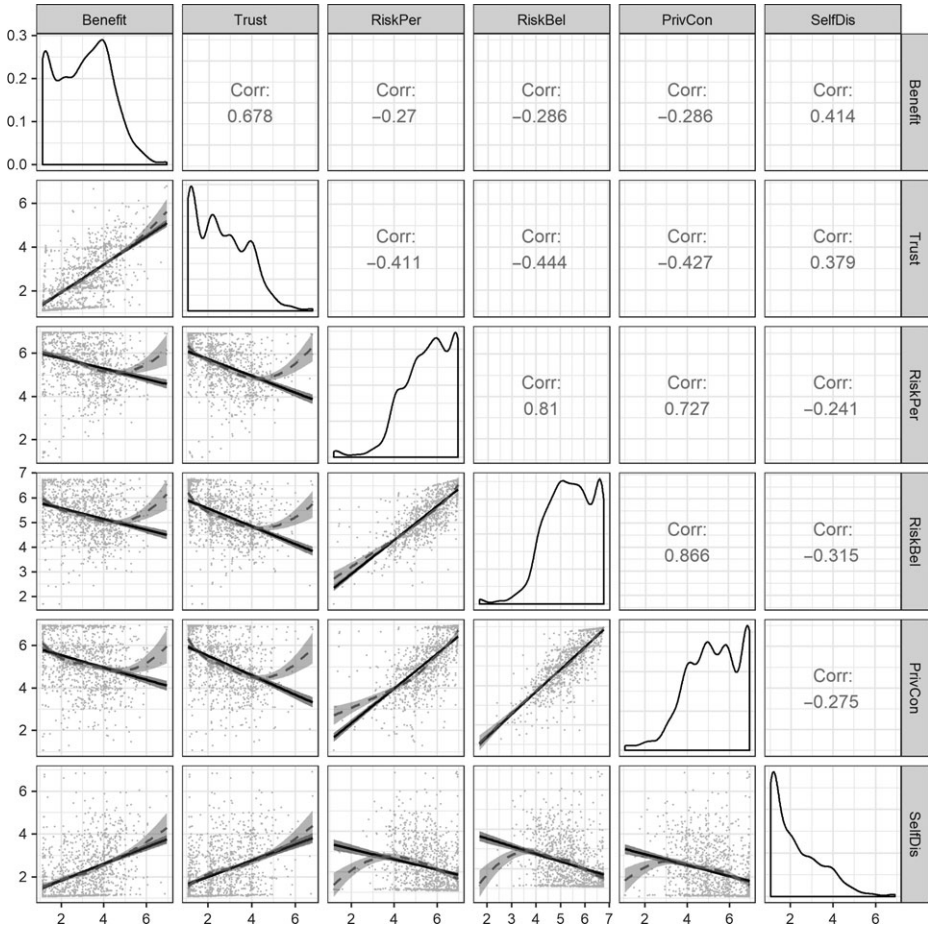 Benefit Trust RiskPer RiskBel PrivCon SelfDis
0.3
0.2
0.1
0.0
Corr: Corr: Corr: Corr: Corr:
0.678 −0.27 −0.286 −0.286 0.414
Benefit
6
4
2
Corr: Corr: Corr: Corr:
−0.411 −0.444 −0.427 0.379
Trust
6
4
2
Corr: Corr: Corr:
0.81 0.727 −0.241
RiskPer
7
6
5
4
3
2
Corr: Corr:
0.866 −0.315
RiskBel
6
4
2
Corr:
−0.275
PrivCon
6
4
2
SelfDis
2 4 6 2 4 6 2 4 6 2 3 4 5 6 7 2 4 6 2 4 6